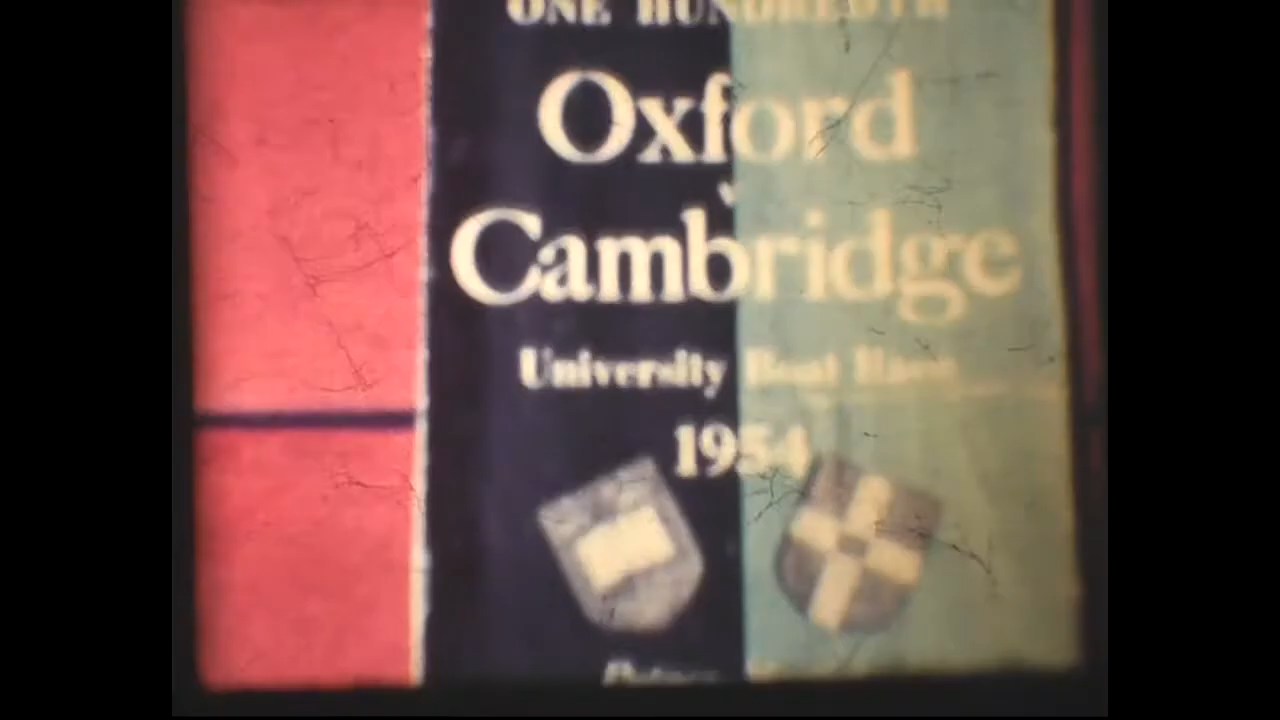 ONE HUNDREDTH
Oxford
v
Cambridge
University Boat Race
1954